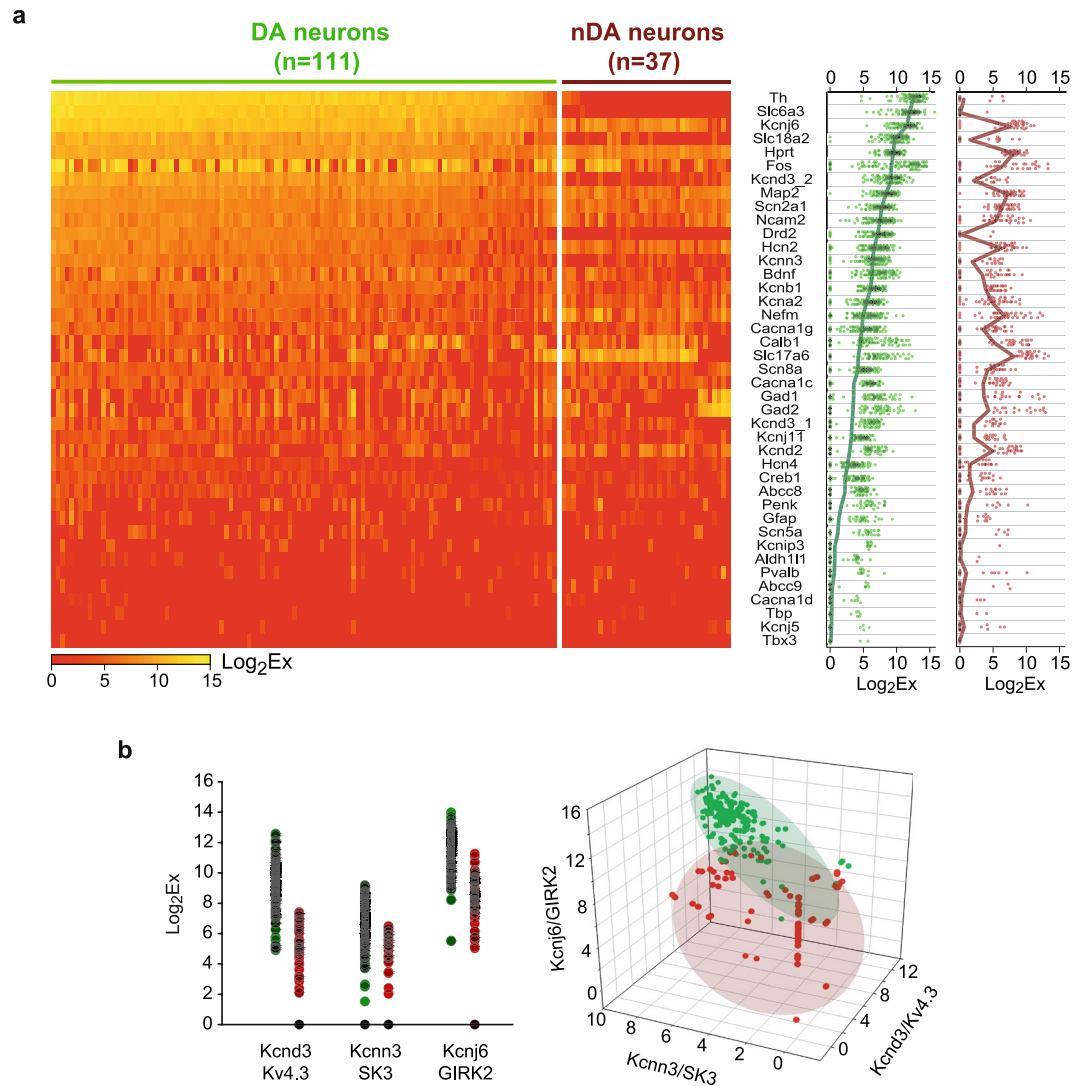 a
DA neurons
(n=111)
nDA neurons
(n=37)
0 5 10 15
0 5 10 15
Th
Slc6a3
Kcnj6
Slc18a2
Hprt
Fos
Kcnd3_2
Map2
Scn2a1
Ncam2
Drd2
Hcn2
Kcnn3
Bdnf
Kcnb1
Kcna2
Nefm
Cacna1g
Calb1
Slc17a6
Scn8a
Cacna1c
Gad1
Gad2
Kcnd3_1
Kcnj11
Kcnd2
Hcn4
Creb1
Abcc8
Penk
Gfap
Scn5a
Kcnip3
Aldh1l1
Pvalb
Abcc9
Cacna1d
Tbp
Kcnj5
Tbx3
0 5 10 15
Log2Ex
0 5 10 15
Log2Ex
0 5 10 15
Log2Ex
b
16
14
12
10
8
6
4
2
0
Log2Ex
Kcnd3
Kv4.3
Kcnn3
SK3
Kcnj6
GIRK2
16
12
8
4
0
Kcnj6/GIRK2
10 8 6 4 2 0
Kcnn3/SK3
0 4 8 12
Kcnd3/Kv4.3